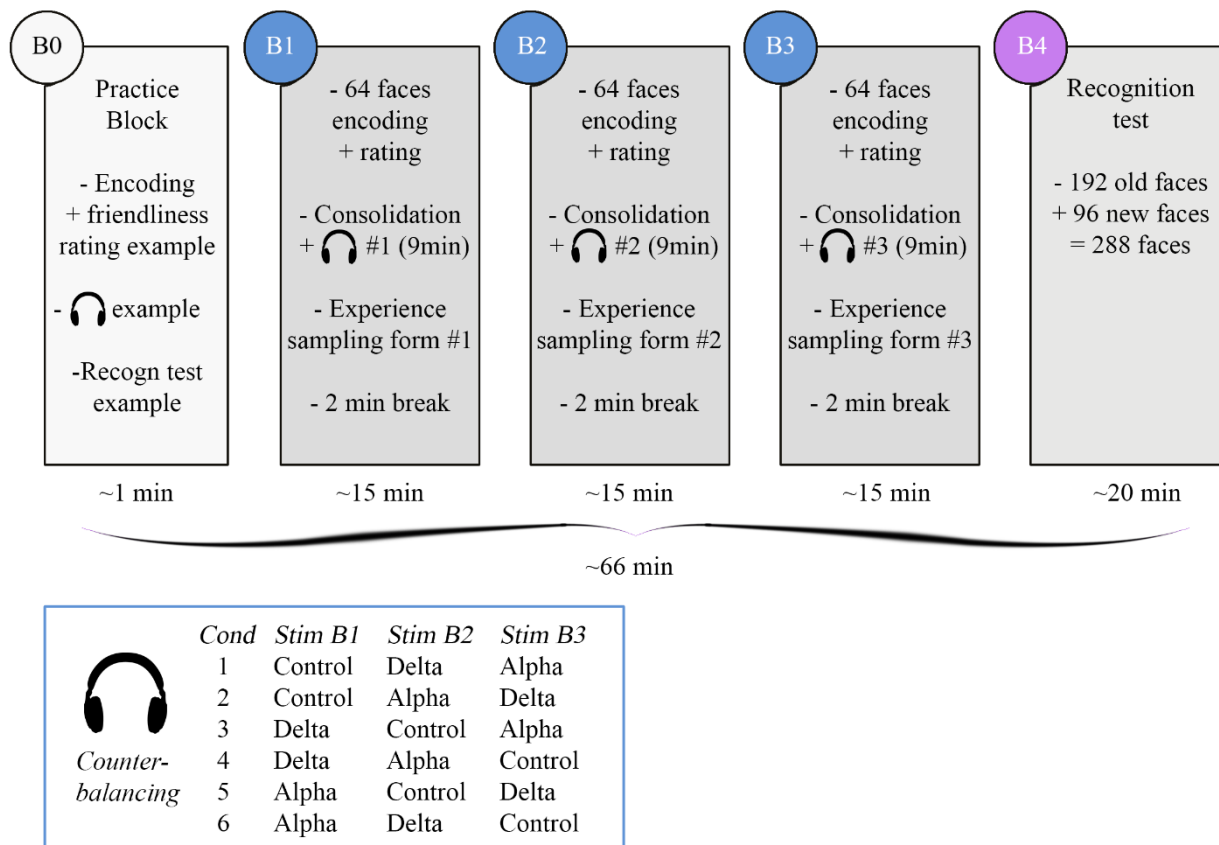 B0
Practice
Block
- Encoding
+ friendliness
rating example
- example
-Recogn test
example
~1 min
B1
- 64 faces
encoding
+ rating
- Consolidation
+ #1 (9min)
- Experience
sampling form #1
- 2 min break
~15 min
B2
- 64 faces
encoding
+ rating
- Consolidation
+ #2 (9min)
- Experience
sampling form #2
- 2 min break
~15 min
B3
- 64 faces
encoding
+ rating
- Consolidation
+ #3 (9min)
- Experience
sampling form #3
- 2 min break
~15 min
B4
Recognition
test
- 192 old faces
+ 96 new faces
= 288 faces
~20 min
~66 min
Counter-
balancing
Cond Stim B1 Stim B2 Stim B3
1 Control Delta Alpha
2 Control Alpha Delta
3 Delta Control Alpha
4 Delta Alpha Control
5 Alpha Control Delta
6 Alpha Delta Control